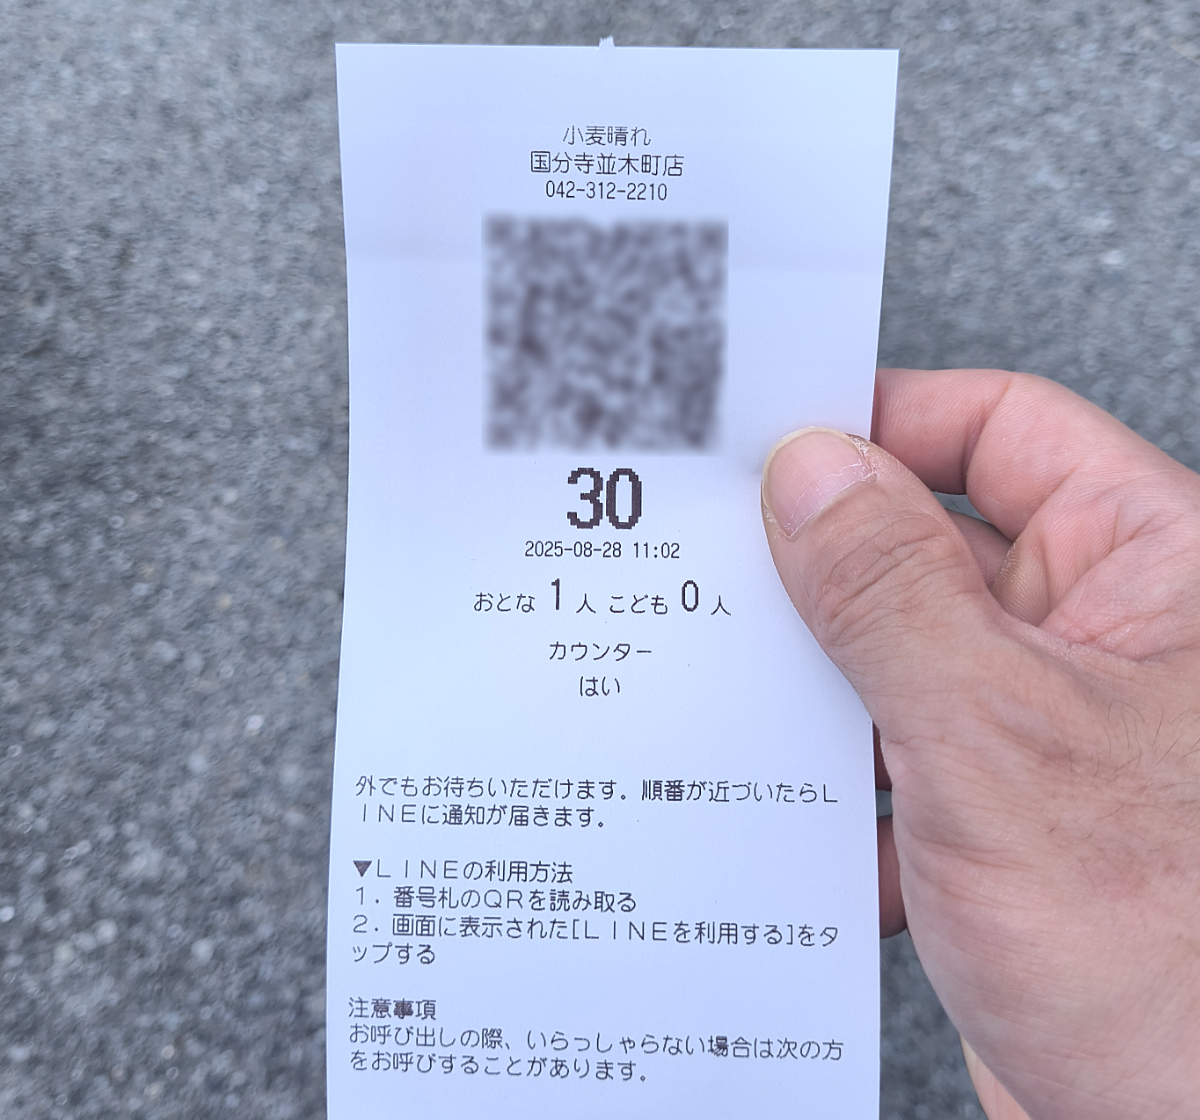 小麦晴れ
国分寺並木町店
042-312-2210
30
2025-08-28 11:02
おとな 1 人 こども 0 人
カウンター
はい
外でもお待ちいただけます。順番が近づいたらL
INEに通知が届きます。
▼LINEの利用方法
1. 番号札のQRを読み取る
2. 画面に表示された[LINEを利用する]をタ
ップする
注意事項
お呼び出しの際、いらっしゃらない場合は次の方
をお呼びすることがあります。